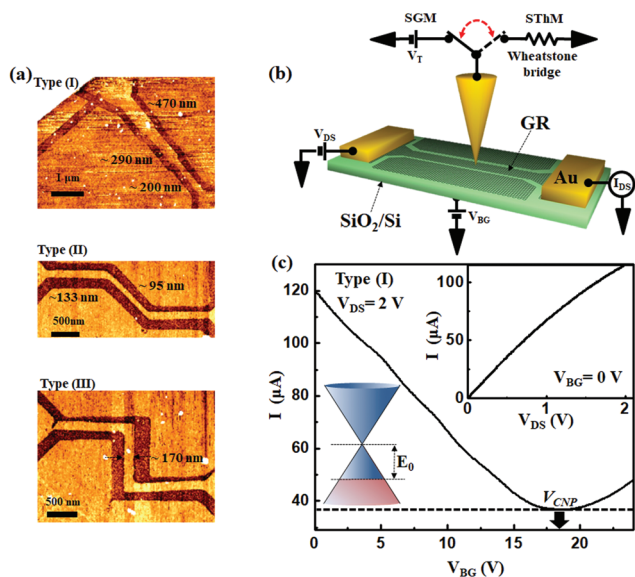 (a)
Type (I)
470 nm
~ 290 nm
~ 200 nm
1 μm
Type (II)
~ 95 nm
~133 nm
500nm
Type (III)
~ 170 nm
500 nm
(b)
SGM
SThM
V_T
Wheatstone
bridge
V_DS
GR
Au
I_DS
SiO₂/Si
V_BG
(c)
Type (I)
V_DS= 2 V
I (μA)
120
100
80
60
40
0
5
10
15
20
V_BG (V)
E₀
V_CNP
I (μA)
100
50
0
0
1
2
V_DS (V)
V_BG= 0 V